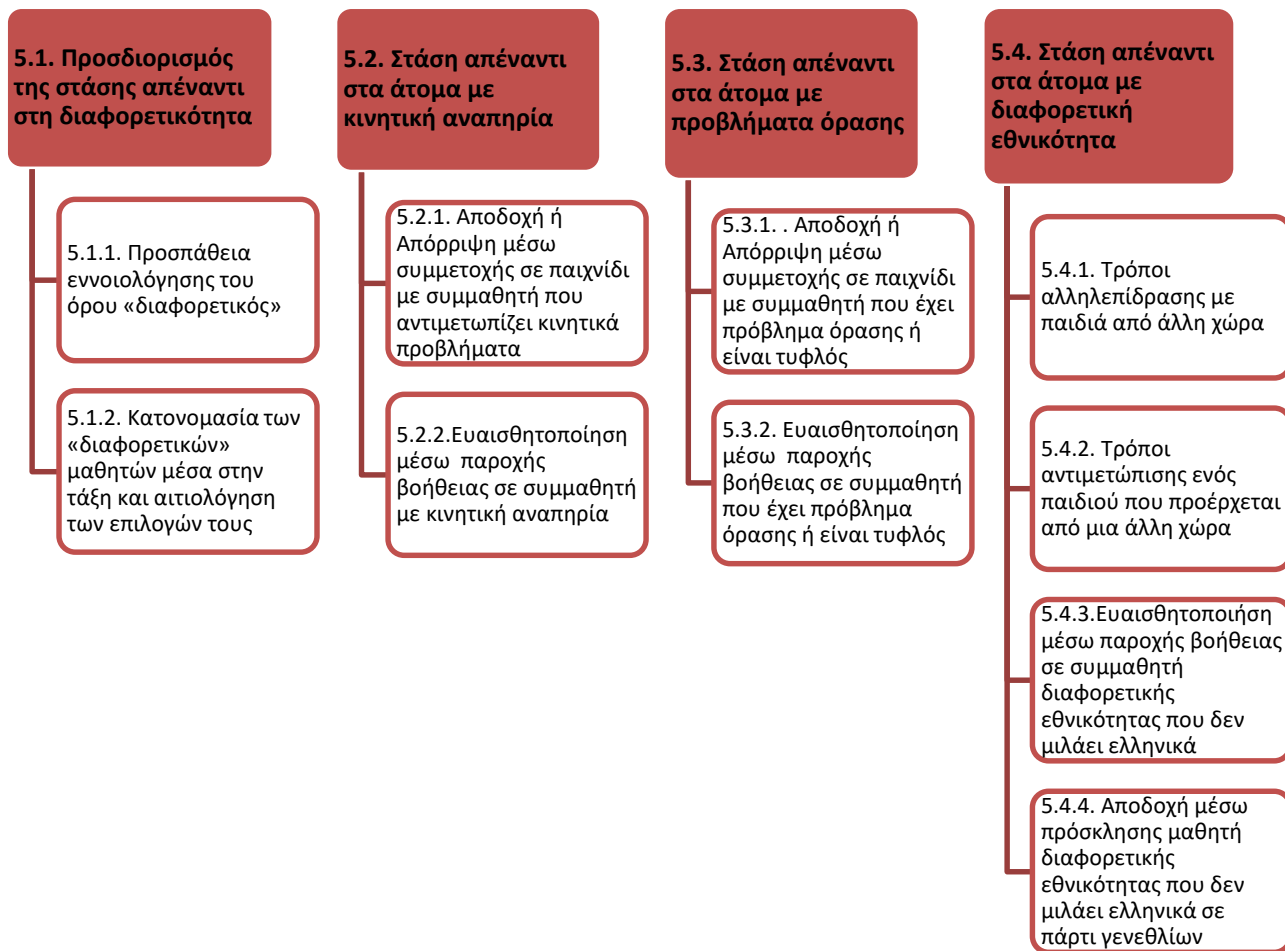 5.1. Προσδιορισμός
της στάσης απέναντι
στη διαφορετικότητα
5.1.1. Προσπάθεια
εννοιολόγησης του
όρου «διαφορετικός»
5.1.2. Κατονομασία των
«διαφορετικών»
μαθητών μέσα στην
τάξη και αιτιολόγηση
των επιλογών τους
5.2. Στάση απέναντι
στα άτομα με
κινητική αναπηρία
5.2.1. Αποδοχή ή
Απόρριψη μέσω
συμμετοχής σε παιχνίδι
με συμμαθητή που
αντιμετωπίζει κινητικά
προβλήματα
5.2.2.Ευαισθητοποίηση
μέσω  παροχής
βοήθειας σε συμμαθητή
με κινητική αναπηρία
5.3. Στάση απέναντι
στα άτομα με
προβλήματα όρασης
5.3.1. . Αποδοχή ή
Απόρριψη μέσω
συμμετοχής σε παιχνίδι
με συμμαθητή που έχει
πρόβλημα όρασης ή
είναι τυφλός
5.3.2. Ευαισθητοποίηση
μέσω  παροχής
βοήθειας σε συμμαθητή
που έχει πρόβλημα
όρασης ή είναι τυφλός
5.4. Στάση απέναντι
στα άτομα με
διαφορετική
εθνικότητα
5.4.1. Τρόποι
αλληλεπίδρασης με
παιδιά από άλλη χώρα
5.4.2. Τρόποι
αντιμετώπισης ενός
παιδιού που προέρχεται
από μια άλλη χώρα
5.4.3.Ευαισθητοποιήση
μέσω παροχής βοήθειας
σε συμμαθητή
διαφορετικής
εθνικότητας που δεν
μιλάει ελληνικά
5.4.4. Αποδοχή μέσω
πρόσκλησης μαθητή
διαφορετικής
εθνικότητας που δεν
μιλάει ελληνικά σε
πάρτι γενεθλίων